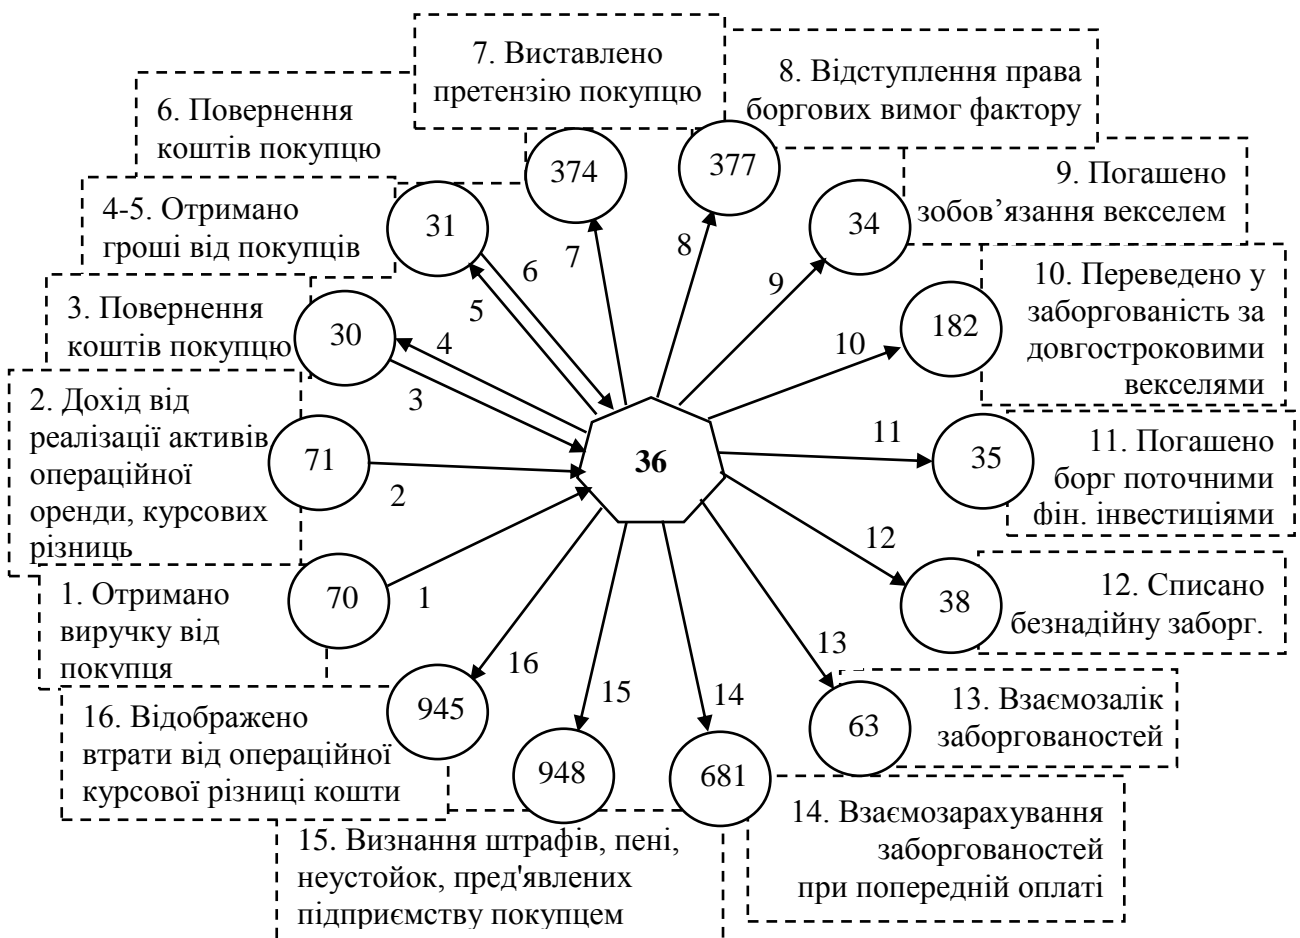 7. Виставлено
претензію покупцю
8. Відступлення права
боргових вимог фактору
6. Повернення
коштів покупцю
9. Погашено
зобов’язання векселем
4-5. Отримано
гроші від покупців
10. Переведено у
заборгованість за
довгостроковими
векселями
3. Повернення
коштів покупцю
2. Дохід від
реалізації активів
операційної
оренди, курсових
різниць
11. Погашено
борг поточними
фін. інвестиціями
1. Отримано
виручку від
покупця
12. Списано
безнадійну заборг.
16. Відображено
втрати від операційної
курсової різниці кошти
13. Взаємозалік
заборгованостей
15. Визнання штрафів, пені,
неустойок, пред'явлених
підприємству покупцем
14. Взаємозарахування
заборгованостей
при попередній оплаті
374
377
31
34
30
182
71
36
35
70
38
945
63
948
681
7
8
6
5
9
4
3
10
2
11
1
12
16
13
15
14